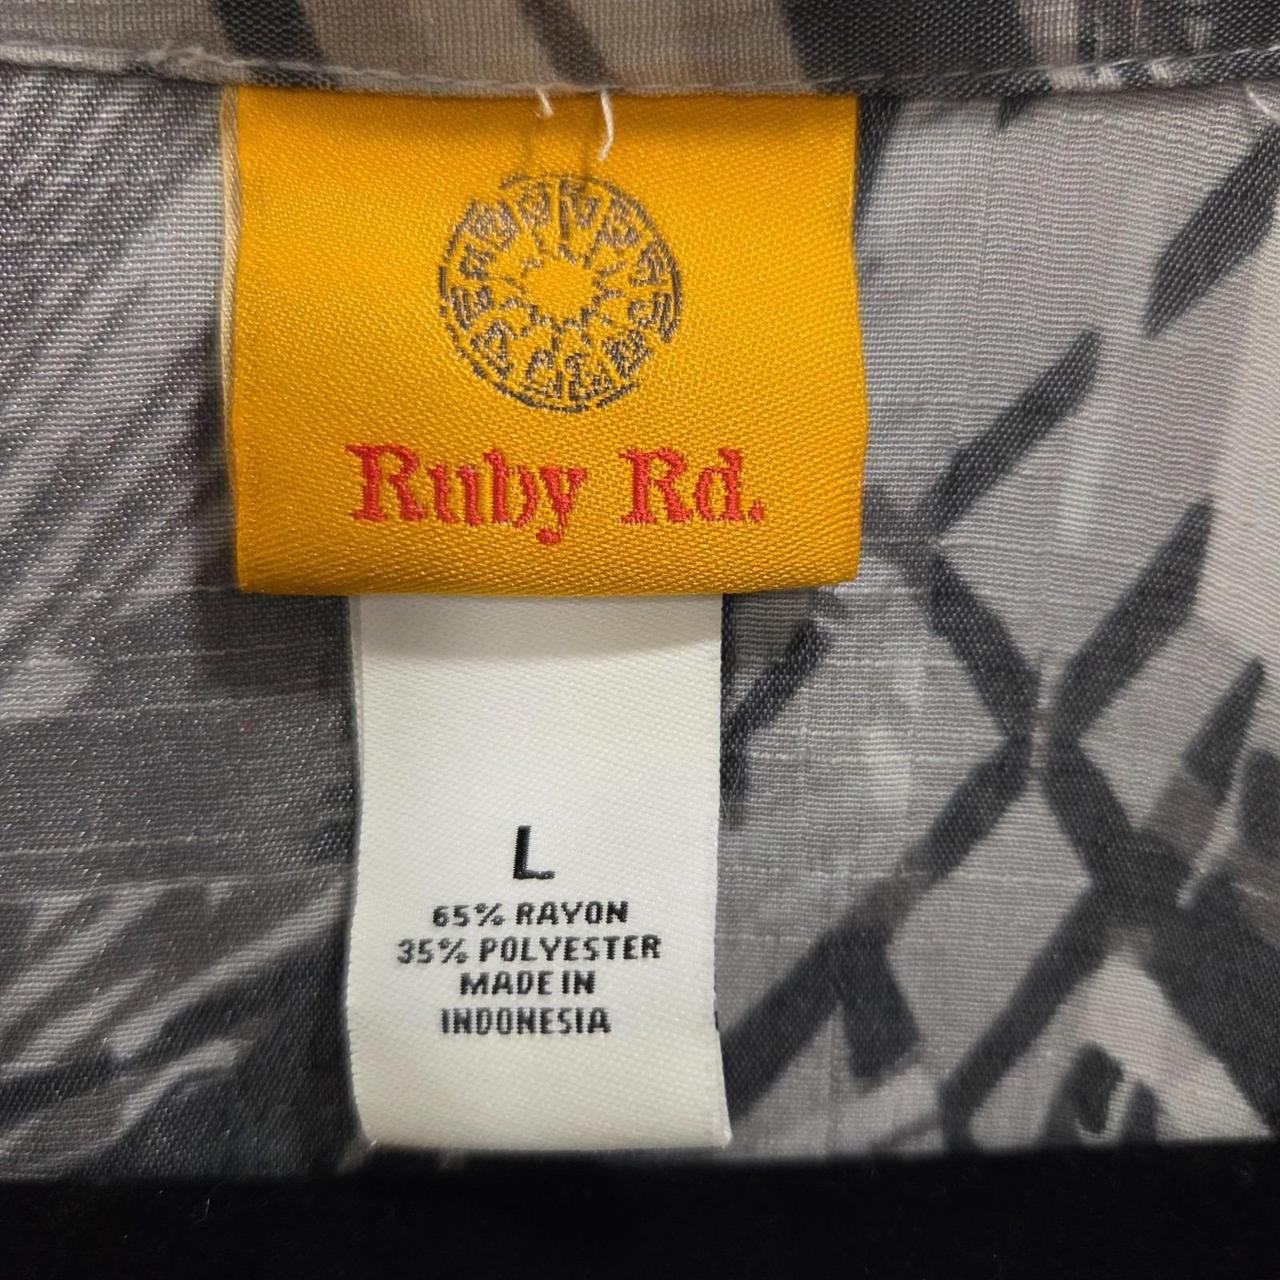 Ruby Rd.
L
65% RAYON
35% POLYESTER
MADE IN
INDONESIA